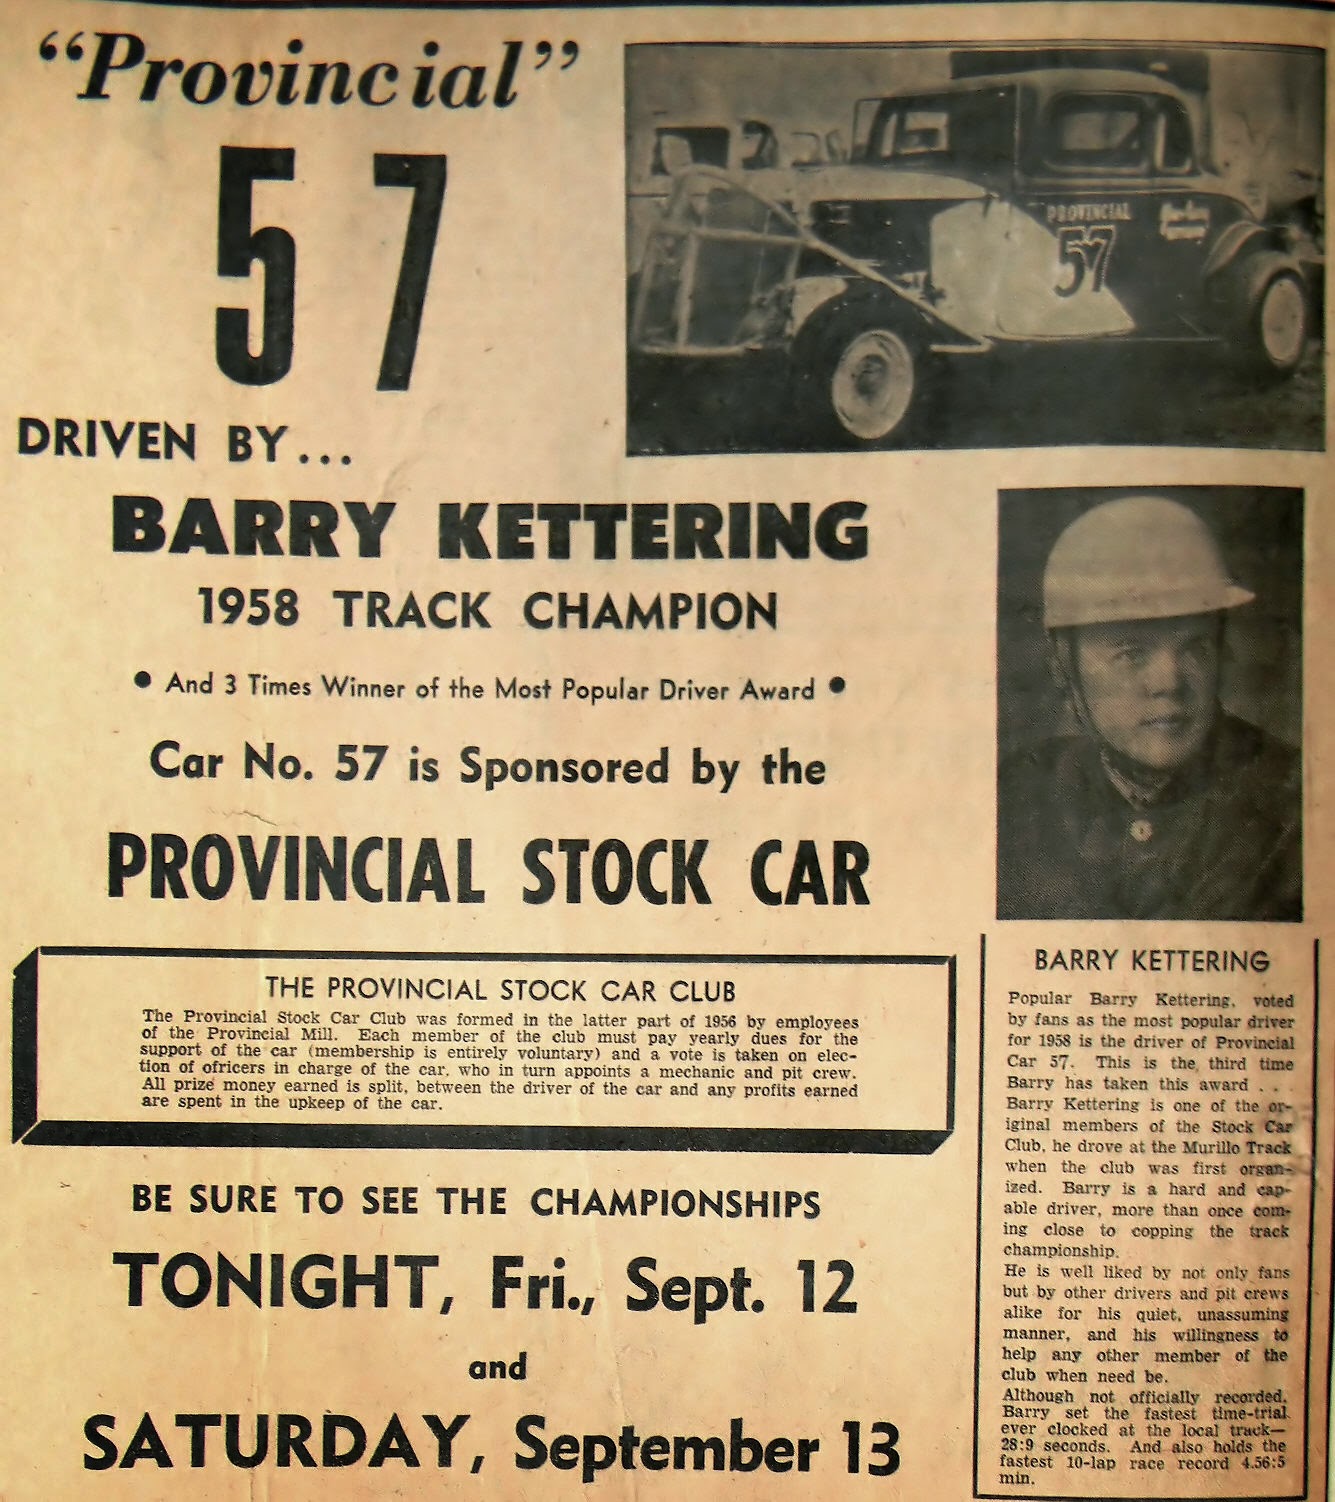 “Provincial”
57
PROVINCIAL
57
DRIVEN BY...
BARRY KETTERING
1958 TRACK CHAMPION
• And 3 Times Winner of the Most Popular Driver Award •
Car No. 57 is Sponsored by the
PROVINCIAL STOCK CAR
THE PROVINCIAL STOCK CAR CLUB
The Provincial Stock Car Club was formed in the latter part of 1956 by employees
of the Provincial Mill. Each member of the club must pay yearly dues for the
support of the car (membership is entirely voluntary) and a vote is taken on elec-
tion of ofricers in charge of the car, who in turn appoints a mechanic and pit crew.
All prize money earned is split, between the driver of the car and any profits earned
are spent in the upkeep of the car.
BE SURE TO SEE THE CHAMPIONSHIPS
TONIGHT, Fri., Sept. 12
and
SATURDAY, September 13
BARRY KETTERING
Popular Barry Kettering, voted
by fans as the most popular driver
for 1958 is the driver of Provincial
Car 57. This is the third time
Barry has taken this award . . .
Barry Kettering is one of the or-
iginal members of the Stock Car
Club, he drove at the Murillo Track
when the club was first organ-
ized. Barry is a hard and cap-
able driver, more than once com-
ing close to copping the track
championship.
He is well liked by not only fans
but by other drivers and pit crews
alike for his quiet, unassuming
manner, and his willingness to
help any other member of the
club when need be.
Although not officially recorded,
Barry set the fastest time-trial
ever clocked at the local track—
28:9 seconds. And also holds the
fastest 10-lap race record 4.56:5
min.